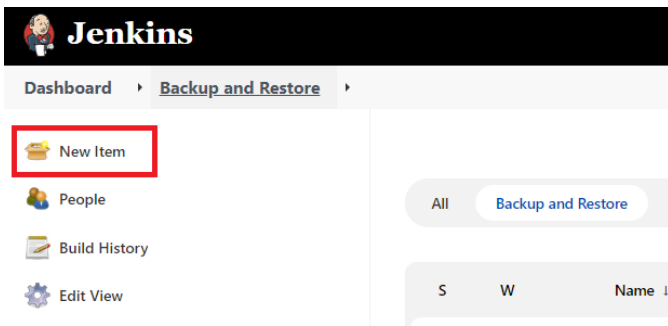 Jenkins
Dashboard
Backup and Restore
New Item
People
Build History
Edit View
All
Backup and Restore
S
W
Name ↓